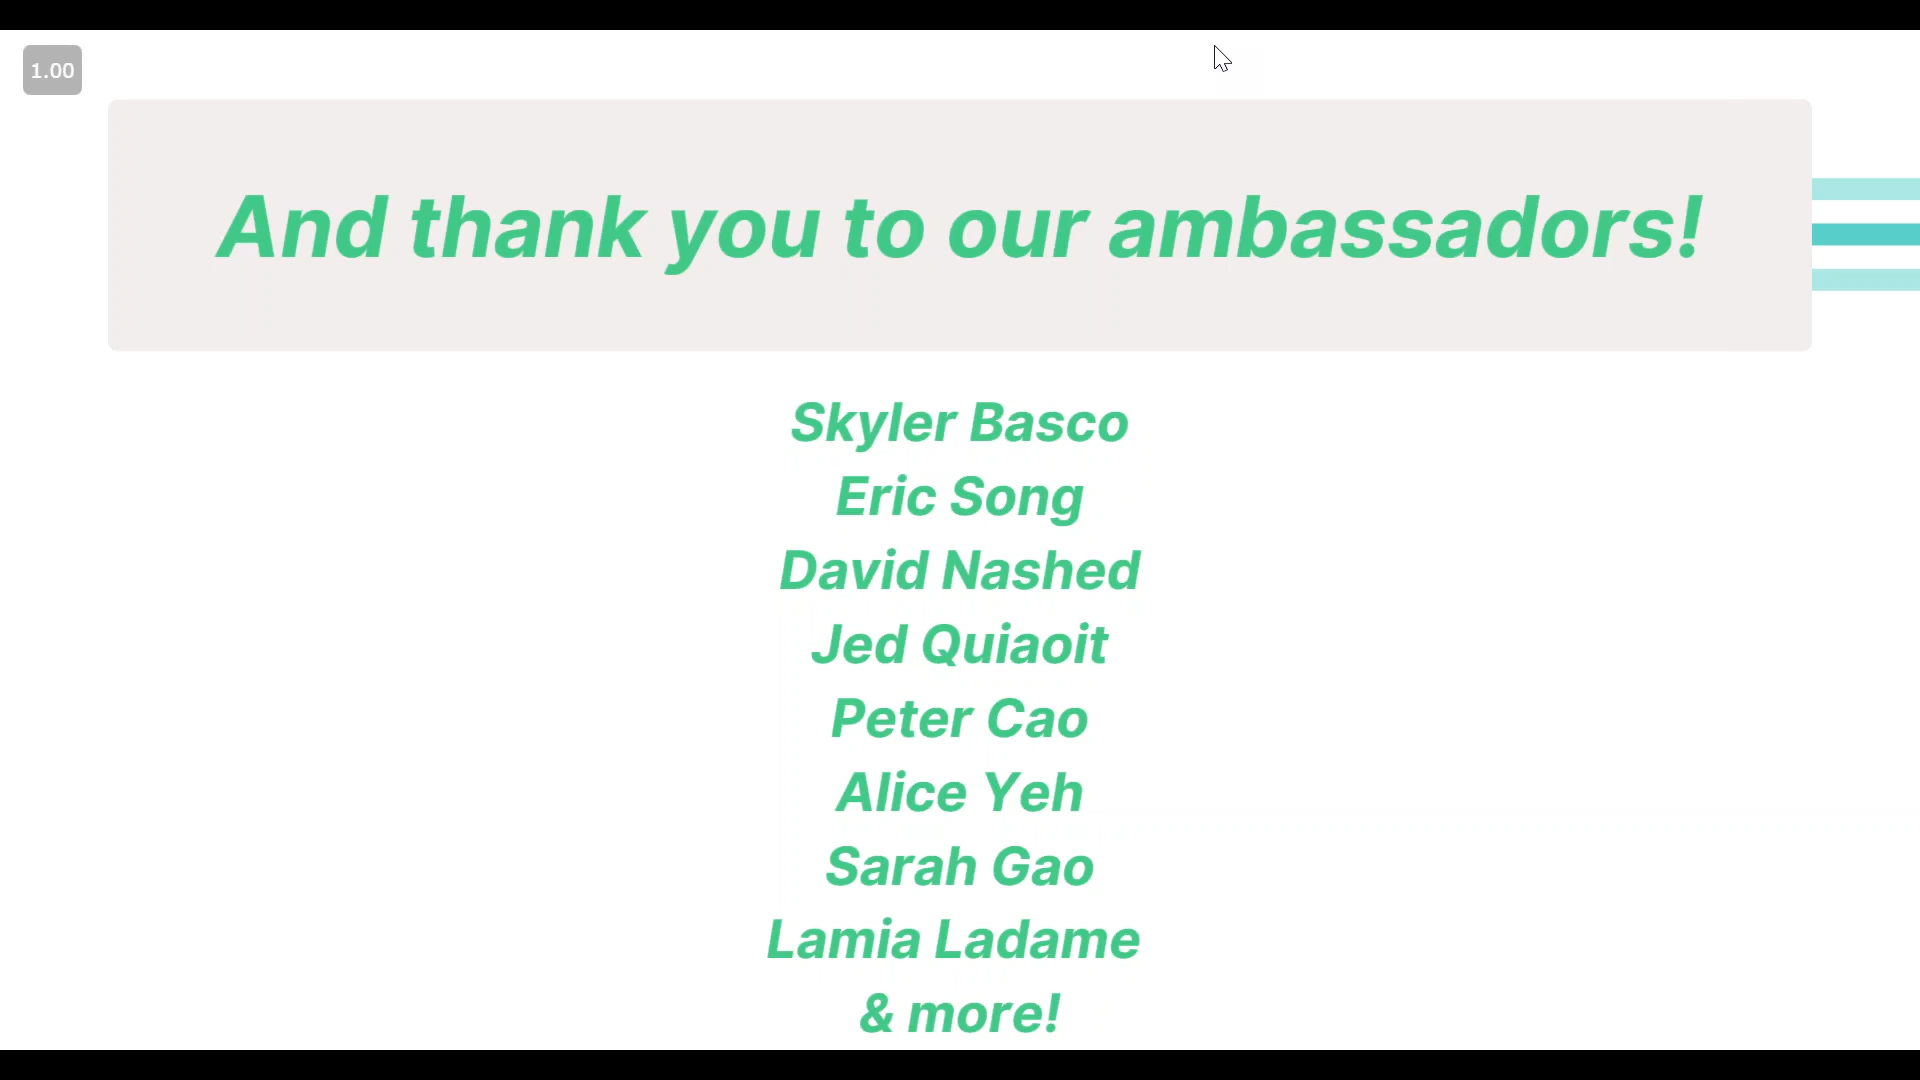 1.00
And thank you to our ambassadors!
Skyler Basco
Eric Song
David Nashed
Jed Quiaoit
Peter Cao
Alice Yeh
Sarah Gao
Lamia Ladame
& more!